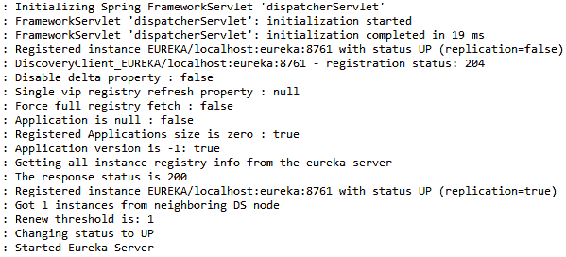 : Initializing Spring FrameworkServlet 'dispatcherServlet'
: FrameworkServlet 'dispatcherServlet': initialization started
: FrameworkServlet 'dispatcherServlet': initialization completed in 19 ms
: Registered instance EUREKA/localhost:eureka:8761 with status UP (replication=false)
: DiscoveryClient_EUREKA/localhost:eureka:8761 - registration status: 204
: Disable delta property : false
: Single vip registry refresh property : null
: Force full registry fetch : false
: Application is null : false
: Registered Applications size is zero : true
: Application version is -1: true
: Getting all instance registry info from the eureka server
: The response status is 200
: Registered instance EUREKA/localhost:eureka:8761 with status UP (replication=true)
: Got 1 instances from neighboring DS node
: Renew threshold is: 1
: Changing status to UP
: Started Eureka Server